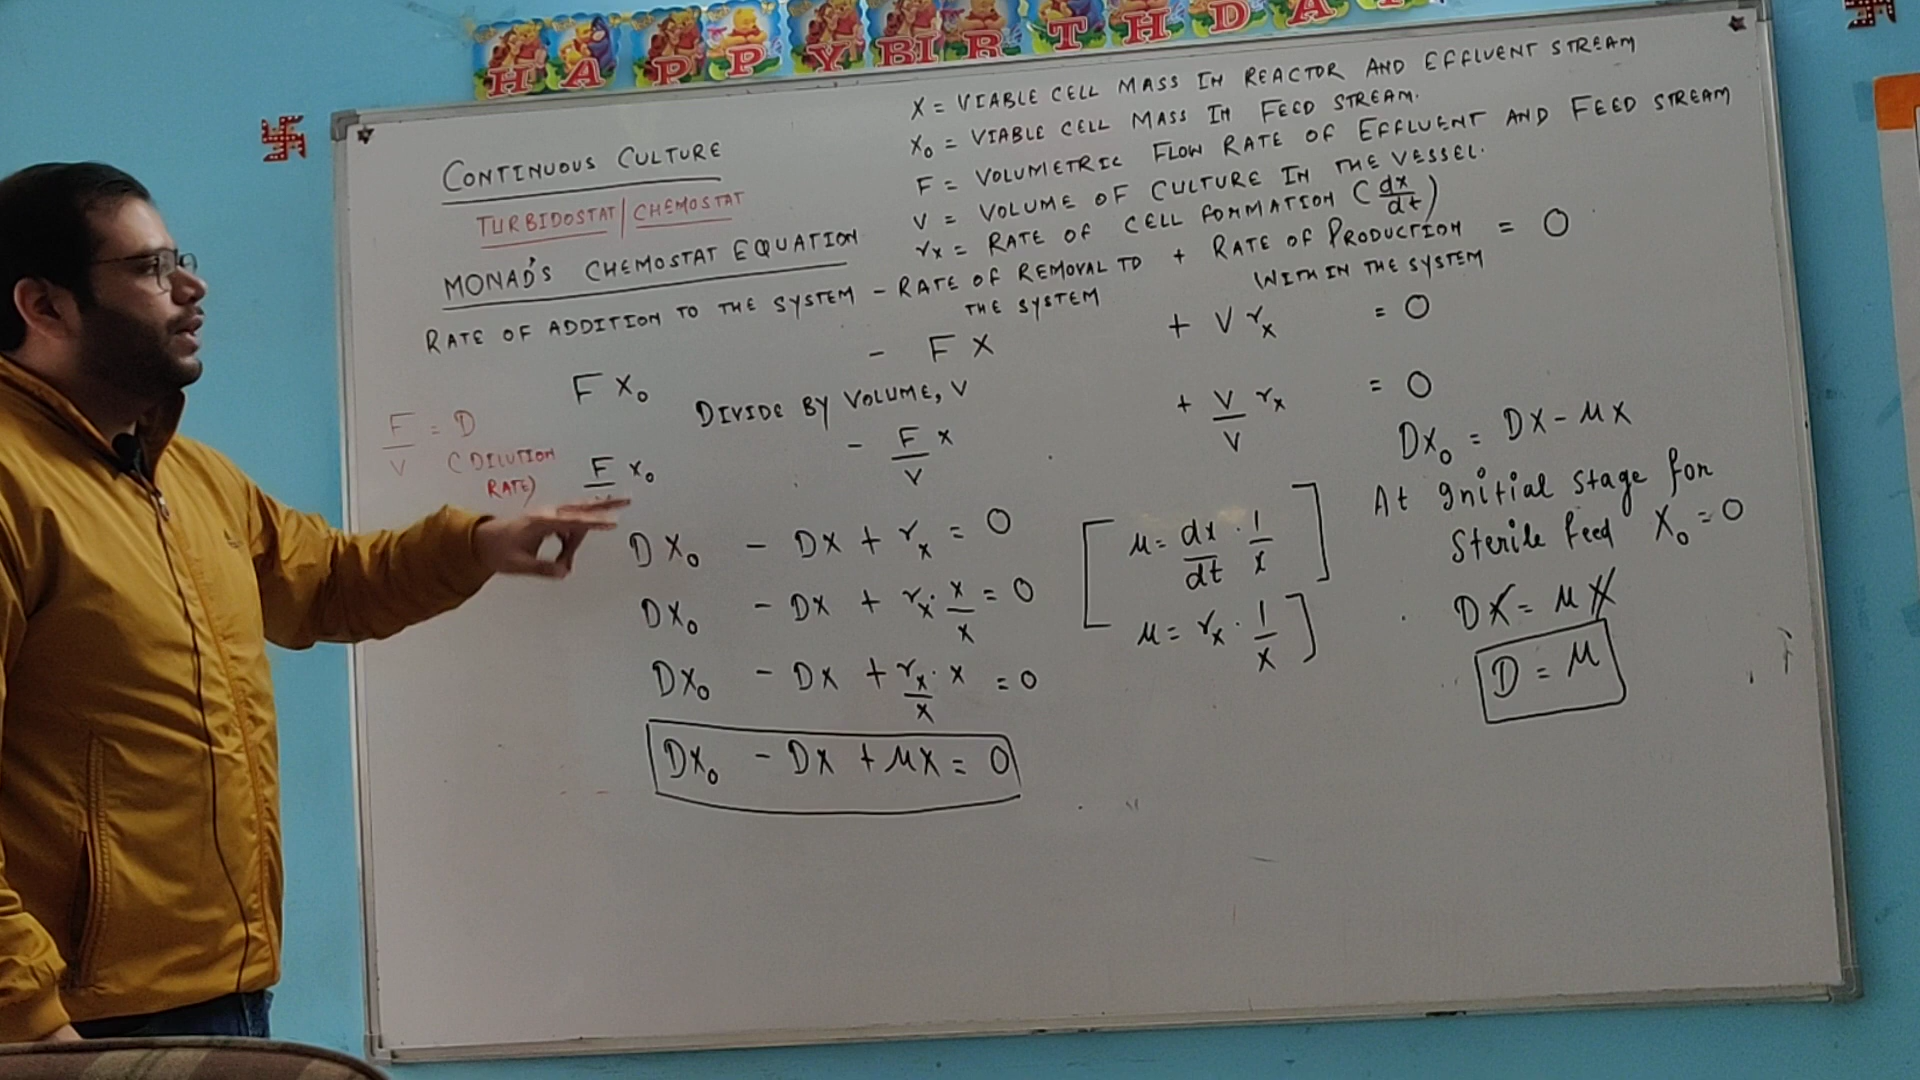 HAPPY BIRTHDAY
X = VIABLE CELL MASS IN REACTOR AND EFFLUENT STREAM
X₀ = VIABLE CELL MASS IN FEED STREAM.
F = VOLUMETRIC FLOW RATE OF EFFLUENT AND FEED STREAM
V = VOLUME OF CULTURE IN THE VESSEL.
rx = RATE OF CELL FORMATION (dx/dt)
CONTINUOUS CULTURE
TURBIDOSTAT/CHEMOSTAT
MONAD'S CHEMOSTAT EQUATION
RATE OF ADDITION TO THE SYSTEM - RATE OF REMOVAL TO THE SYSTEM + RATE OF PRODUCTION WITHIN THE SYSTEM = 0
F X₀ - F X + V rx = 0
DIVIDE BY VOLUME, V
F/V = D
(DILUTION RATE)
F X₀ - F/V X + V/V rx = 0
DX₀ - DX + rx = 0
DX₀ - DX + rx · x/x = 0
DX₀ - DX + rx/x · x = 0
DX₀ - DX + μX = 0
[μ = dx/dt · 1/x]
μ = rx · 1/x]
DX₀ = DX - μX
At Initial stage for
Sterile feed X₀ = 0
DX = μX
D = μ